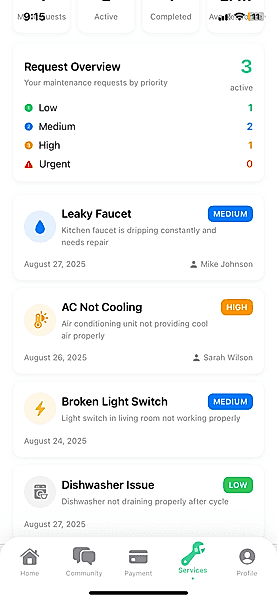 9:15
Active
Completed
Request Overview
3
Your maintenance requests by priority
active
Low
1
Medium
2
High
1
Urgent
0
Leaky Faucet
MEDIUM
Kitchen faucet is dripping constantly and
needs repair
August 27, 2025
Mike Johnson
AC Not Cooling
HIGH
Air conditioning unit not providing cool
air properly
August 26, 2025
Sarah Wilson
Broken Light Switch
MEDIUM
Light switch in living room not working properly
August 24, 2025
Dishwasher Issue
LOW
Dishwasher not draining properly after cycle
August 27, 2025
Home
Community
Payment
Services
Profile